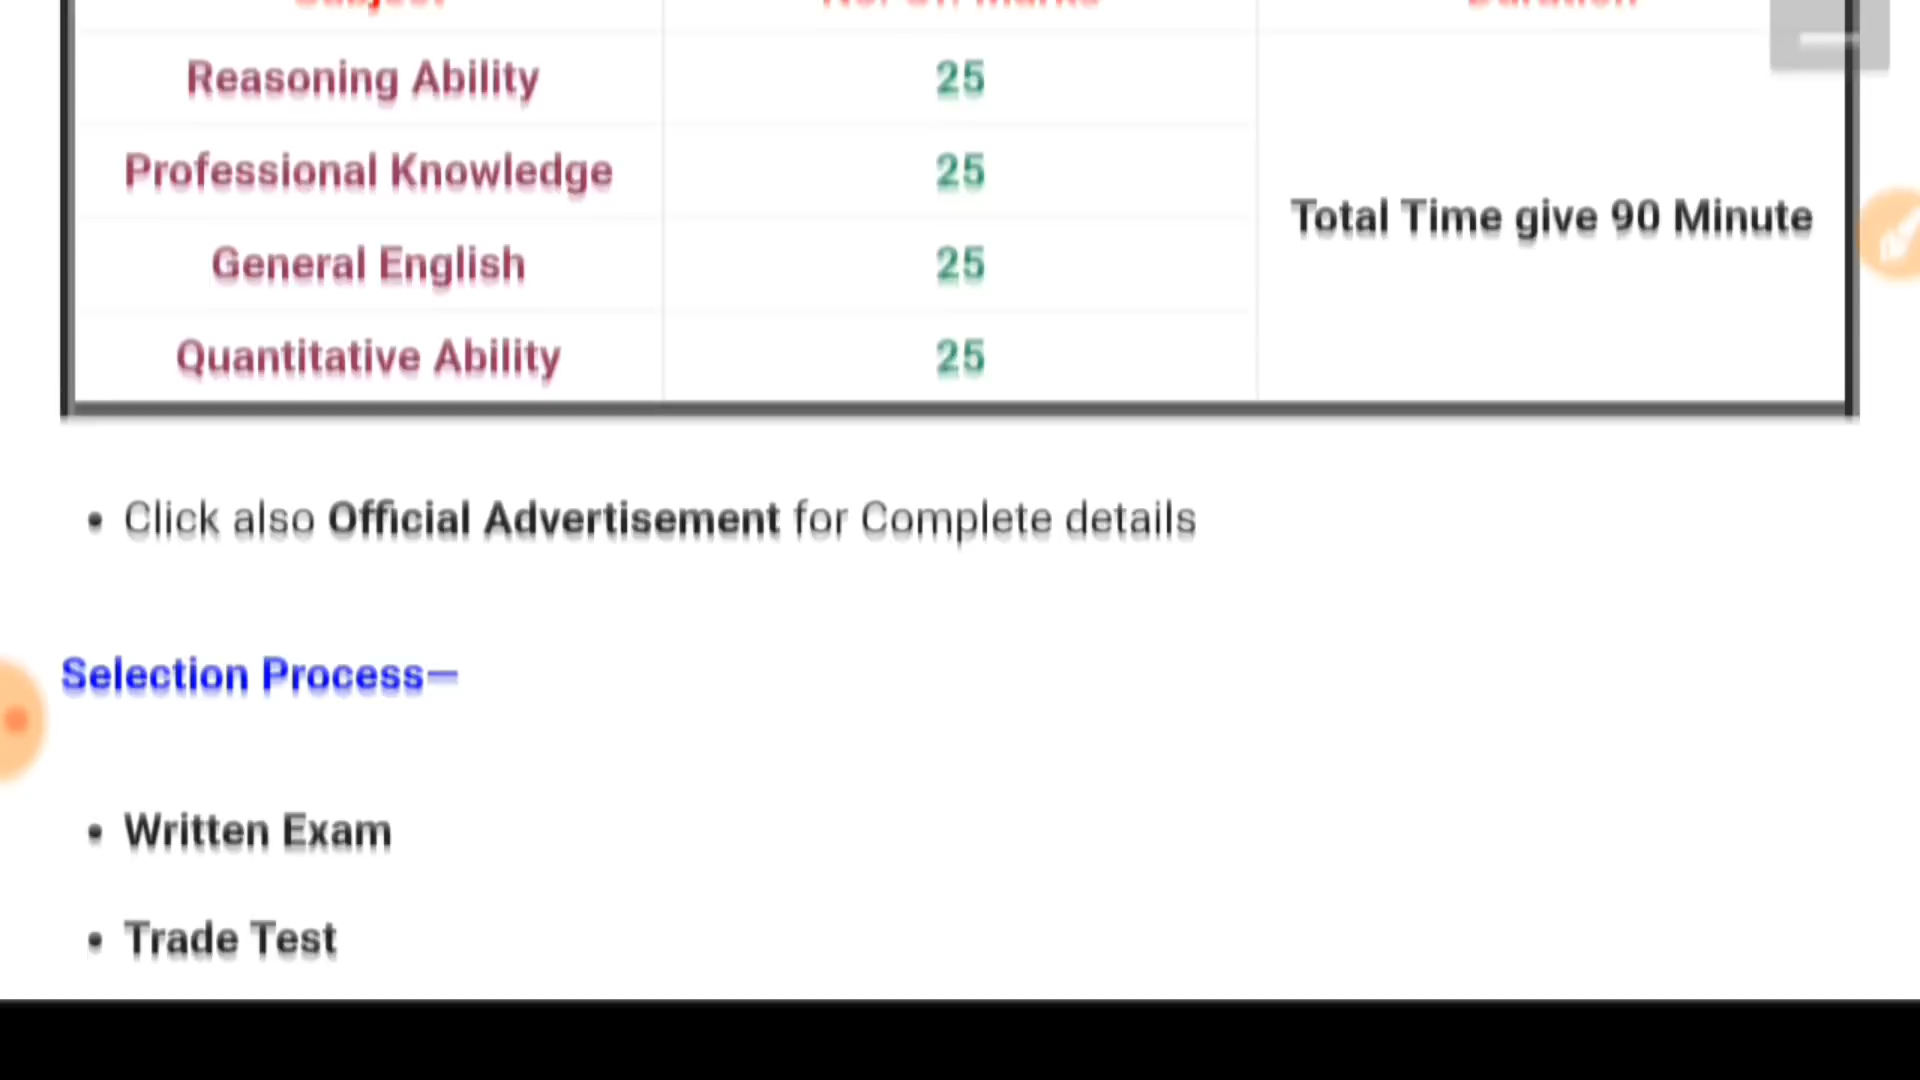 Reasoning Ability 25
Professional Knowledge 25
Total Time give 90 Minute
General English 25
Quantitative Ability 25
• Click also Official Advertisement for Complete details
Selection Process—
• Written Exam
• Trade Test